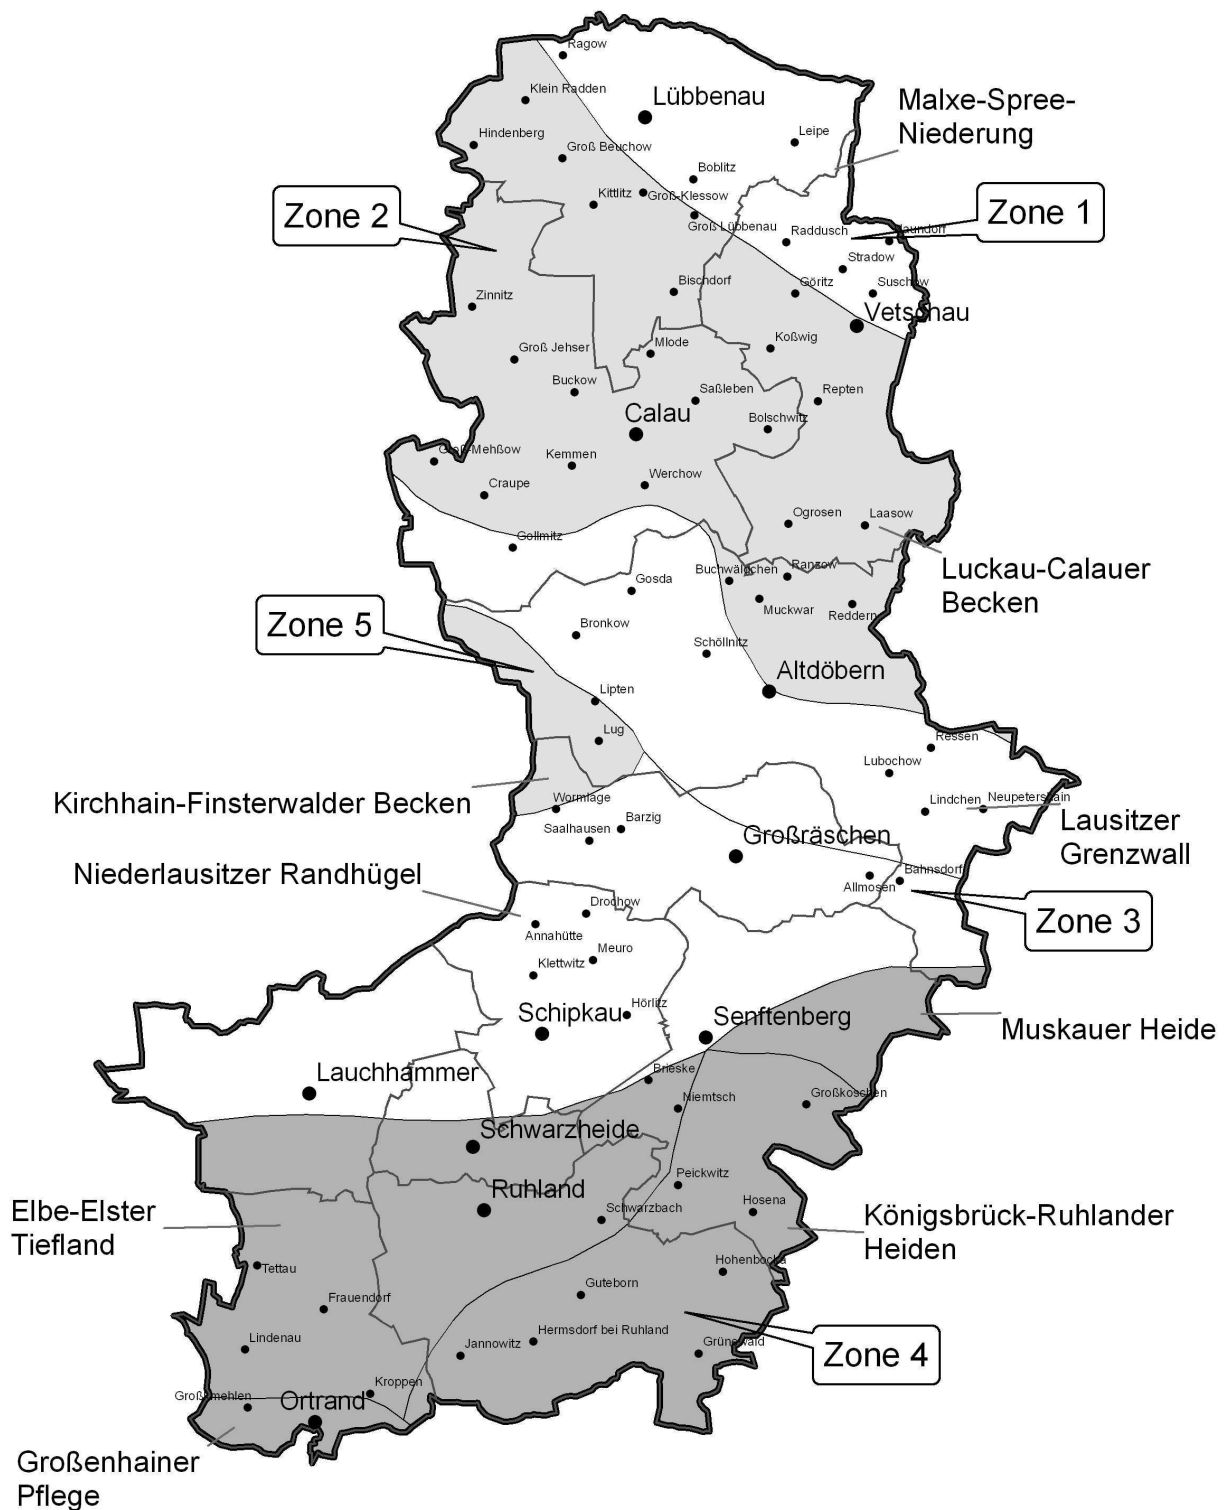 Ragow
Klein Radden
Lübbenau
Malxe-Spree-
Niederung
Hindenberg
Leipe
Groß Beuchow
Boblitz
Zone 2
Kittlitz
Groß-Klessow
Zone 1
Groß Lübbenau
Raddusch
Naundorf
Stradow
Bischdorf
Göritz
Suschow
Zinnitz
Vetschau
Koßwig
Groß Jehser
Mlode
Buckow
Saßleben
Repten
Calau
Bolschwitz
Groß-Mehßow
Kemmen
Craupe
Werchow
Ogrosen
Laasow
Gollmitz
Luckau-Calauer
Becken
Gosda
Buchwäldchen
Ranzow
Muckwar
Reddern
Zone 5
Bronkow
Schöllnitz
Altdöbern
Lipten
Lug
Ressen
Lubochow
Kirchhain-Finsterwalder Becken
Wormlage
Lindchen
Neupetershain
Saalhausen
Barzig
Großräschen
Lausitzer
Grenzwall
Niederlausitzer Randhügel
Bahnsdorf
Allmosen
Drochow
Zone 3
Annahütte
Meuro
Klettwitz
Schipkau
Hörlitz
Senftenberg
Muskauer Heide
Lauchhammer
Brieske
Niemtsch
Großkoschen
Schwarzheide
Peickwitz
Ruhland
Elbe-Elster
Tiefland
Schwarzbach
Hosena
Königsbrück-Ruhlander
Heiden
Tettau
Hohenbocka
Guteborn
Frauendorf
Lindenau
Jannowitz
Hermsdorf bei Ruhland
Grünewald
Zone 4
Großkmehlen
Ortrand
Kroppen
Großenhainer
Pflege